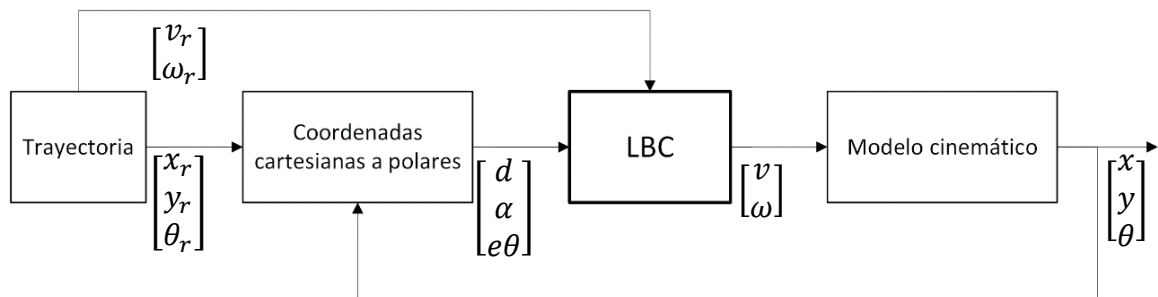 v_r
ω_r
Trayectoria
Coordenadas
cartesianas a polares
LBC
Modelo cinemático
x_r
y_r
θ_r
d
α
eθ
v
ω
x
y
θ